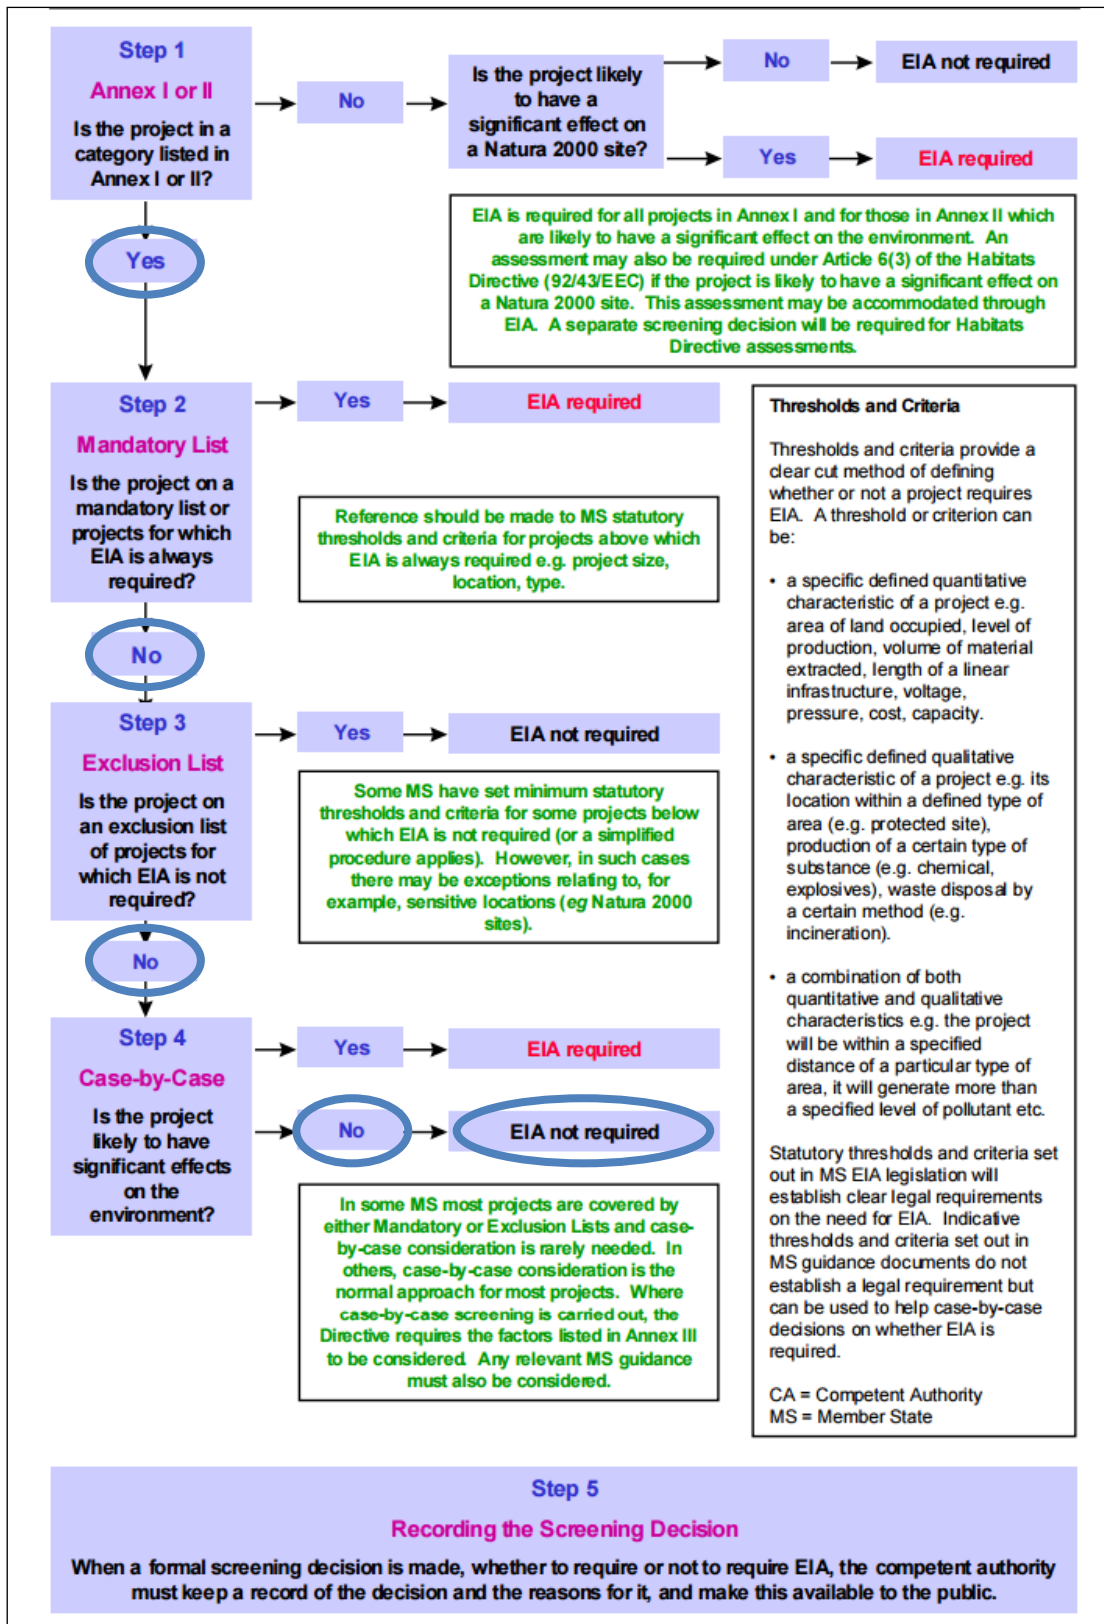 Step 1
Annex I or II
Is the project in a
category listed in
Annex I or II?
No
Is the project likely
to have a
significant effect on
a Natura 2000 site?
No
EIA not required
Yes
EIA required
Yes
EIA is required for all projects in Annex I and for those in Annex II which
are likely to have a significant effect on the environment. An
assessment may also be required under Article 6(3) of the Habitats
Directive (92/43/EEC) if the project is likely to have a significant effect on
a Natura 2000 site. This assessment may be accommodated through
EIA. A separate screening decision will be required for Habitats
Directive assessments.
Step 2
Mandatory List
Is the project on a
mandatory list or
projects for which
EIA is always
required?
Yes
EIA required
Reference should be made to MS statutory
thresholds and criteria for projects above which
EIA is always required e.g. project size,
location, type.
No
Step 3
Exclusion List
Is the project on
an exclusion list
of projects for
which EIA is not
required?
Yes
EIA not required
Some MS have set minimum statutory
thresholds and criteria for some projects below
which EIA is not required (or a simplified
procedure applies). However, in such cases
there may be exceptions relating to, for
example, sensitive locations (eg Natura 2000
sites).
No
Step 4
Case-by-Case
Is the project
likely to have
significant effects
on the
environment?
Yes
EIA required
No
EIA not required
In some MS most projects are covered by
either Mandatory or Exclusion Lists and case-
by-case consideration is rarely needed. In
others, case-by-case consideration is the
normal approach for most projects. Where
case-by-case screening is carried out, the
Directive requires the factors listed in Annex III
to be considered. Any relevant MS guidance
must also be considered.
Thresholds and Criteria
Thresholds and criteria provide a
clear cut method of defining
whether or not a project requires
EIA. A threshold or criterion can
be:
• a specific defined quantitative
characteristic of a project e.g.
area of land occupied, level of
production, volume of material
extracted, length of a linear
infrastructure, voltage,
pressure, cost, capacity.
• a specific defined qualitative
characteristic of a project e.g. its
location within a defined type of
area (e.g. protected site),
production of a certain type of
substance (e.g. chemical,
explosives), waste disposal by
a certain method (e.g.
incineration).
• a combination of both
quantitative and qualitative
characteristics e.g. the project
will be within a specified
distance of a particular type of
area, it will generate more than
a specified level of pollutant etc.
Statutory thresholds and criteria set
out in MS EIA legislation will
establish clear legal requirements
on the need for EIA. Indicative
thresholds and criteria set out in
MS guidance documents do not
establish a legal requirement but
can be used to help case-by-case
decisions on whether EIA is
required.
CA = Competent Authority
MS = Member State
Step 5
Recording the Screening Decision
When a formal screening decision is made, whether to require or not to require EIA, the competent authority
must keep a record of the decision and the reasons for it, and make this available to the public.